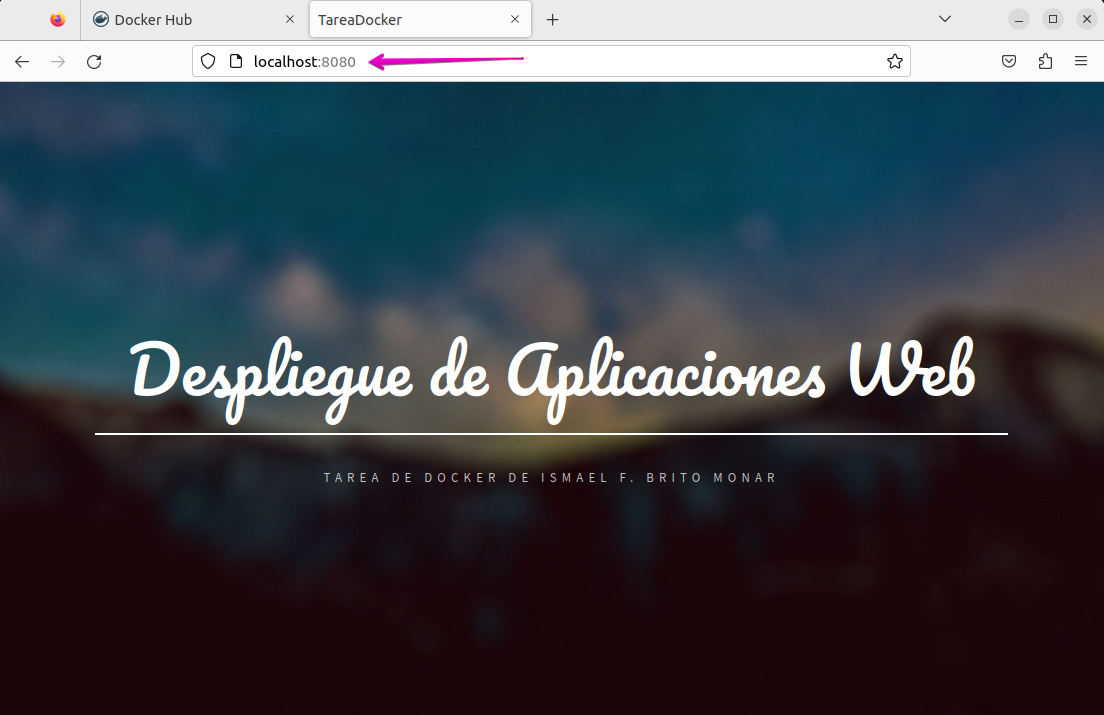 Docker Hub
TareaDocker
localhost:8080
Despliegue de Aplicaciones Web
TAREA DE DOCKER DE ISMAEL F. BRITO MONAR